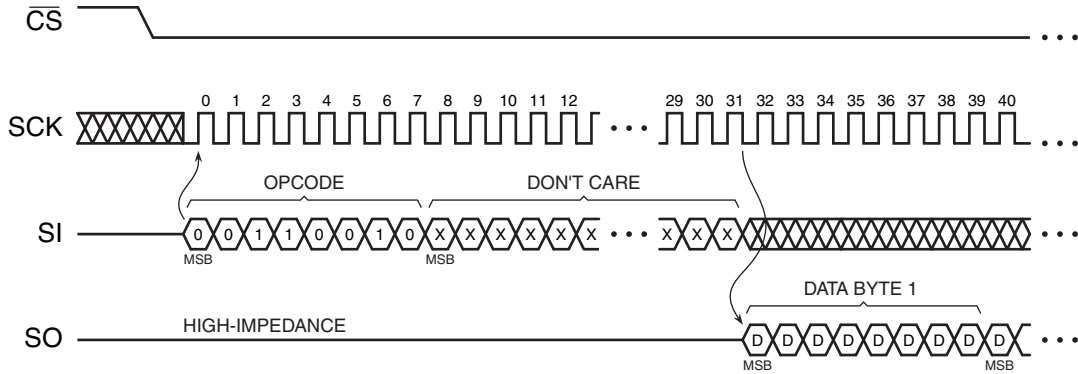 CS
SCK
0 1 2 3 4 5 6 7 8 9 10 11 12 29 30 31 32 33 34 35 36 37 38 39 40
OPCODE DON'T CARE
SI
0 0 1 1 0 0 1 0 X X X X X X X X X
MSB MSB
DATA BYTE 1
HIGH-IMPEDANCE
SO
D D D D D D D D D
MSB MSB